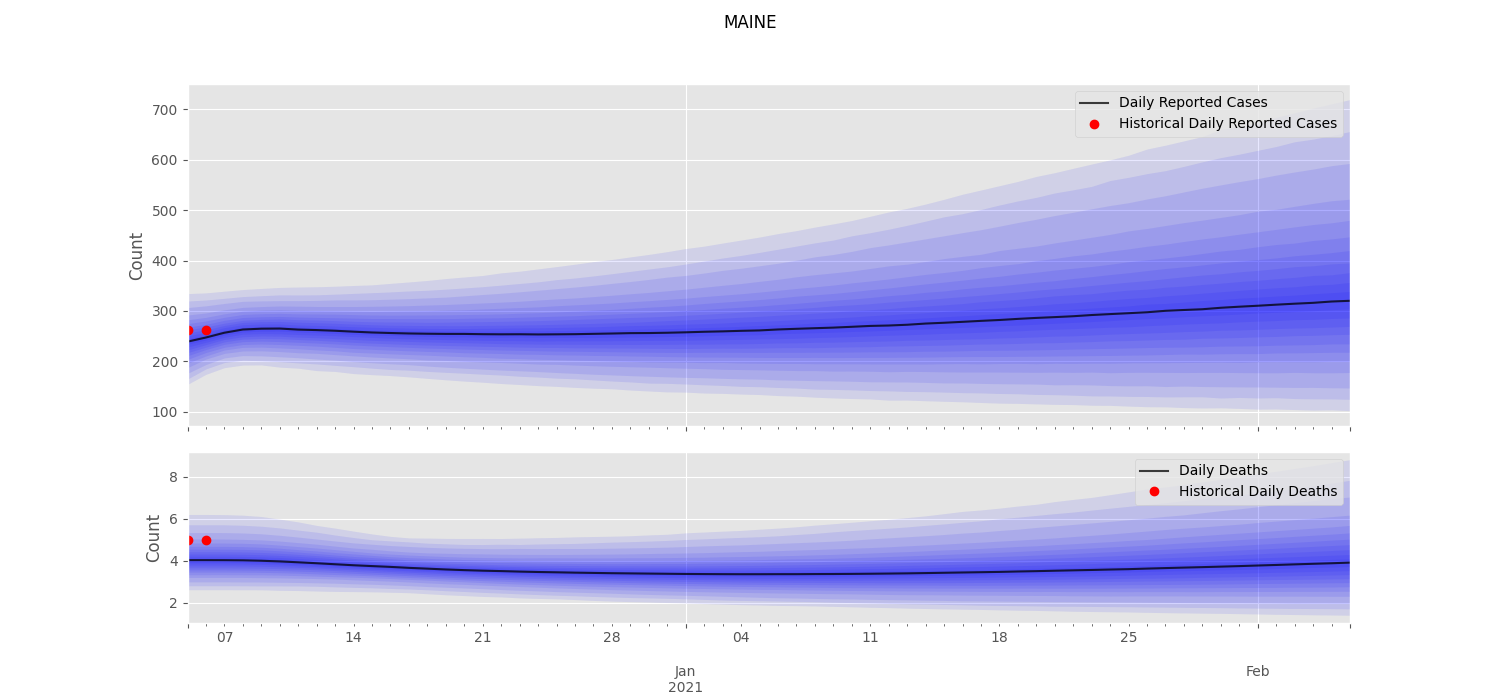 MAINE
Daily Reported Cases
Historical Daily Reported Cases
Count
700
600
500
400
300
200
100
Daily Deaths
Historical Daily Deaths
Count
8
6
4
2
07 14 21 28 04 11 18 25
Jan Feb
2021